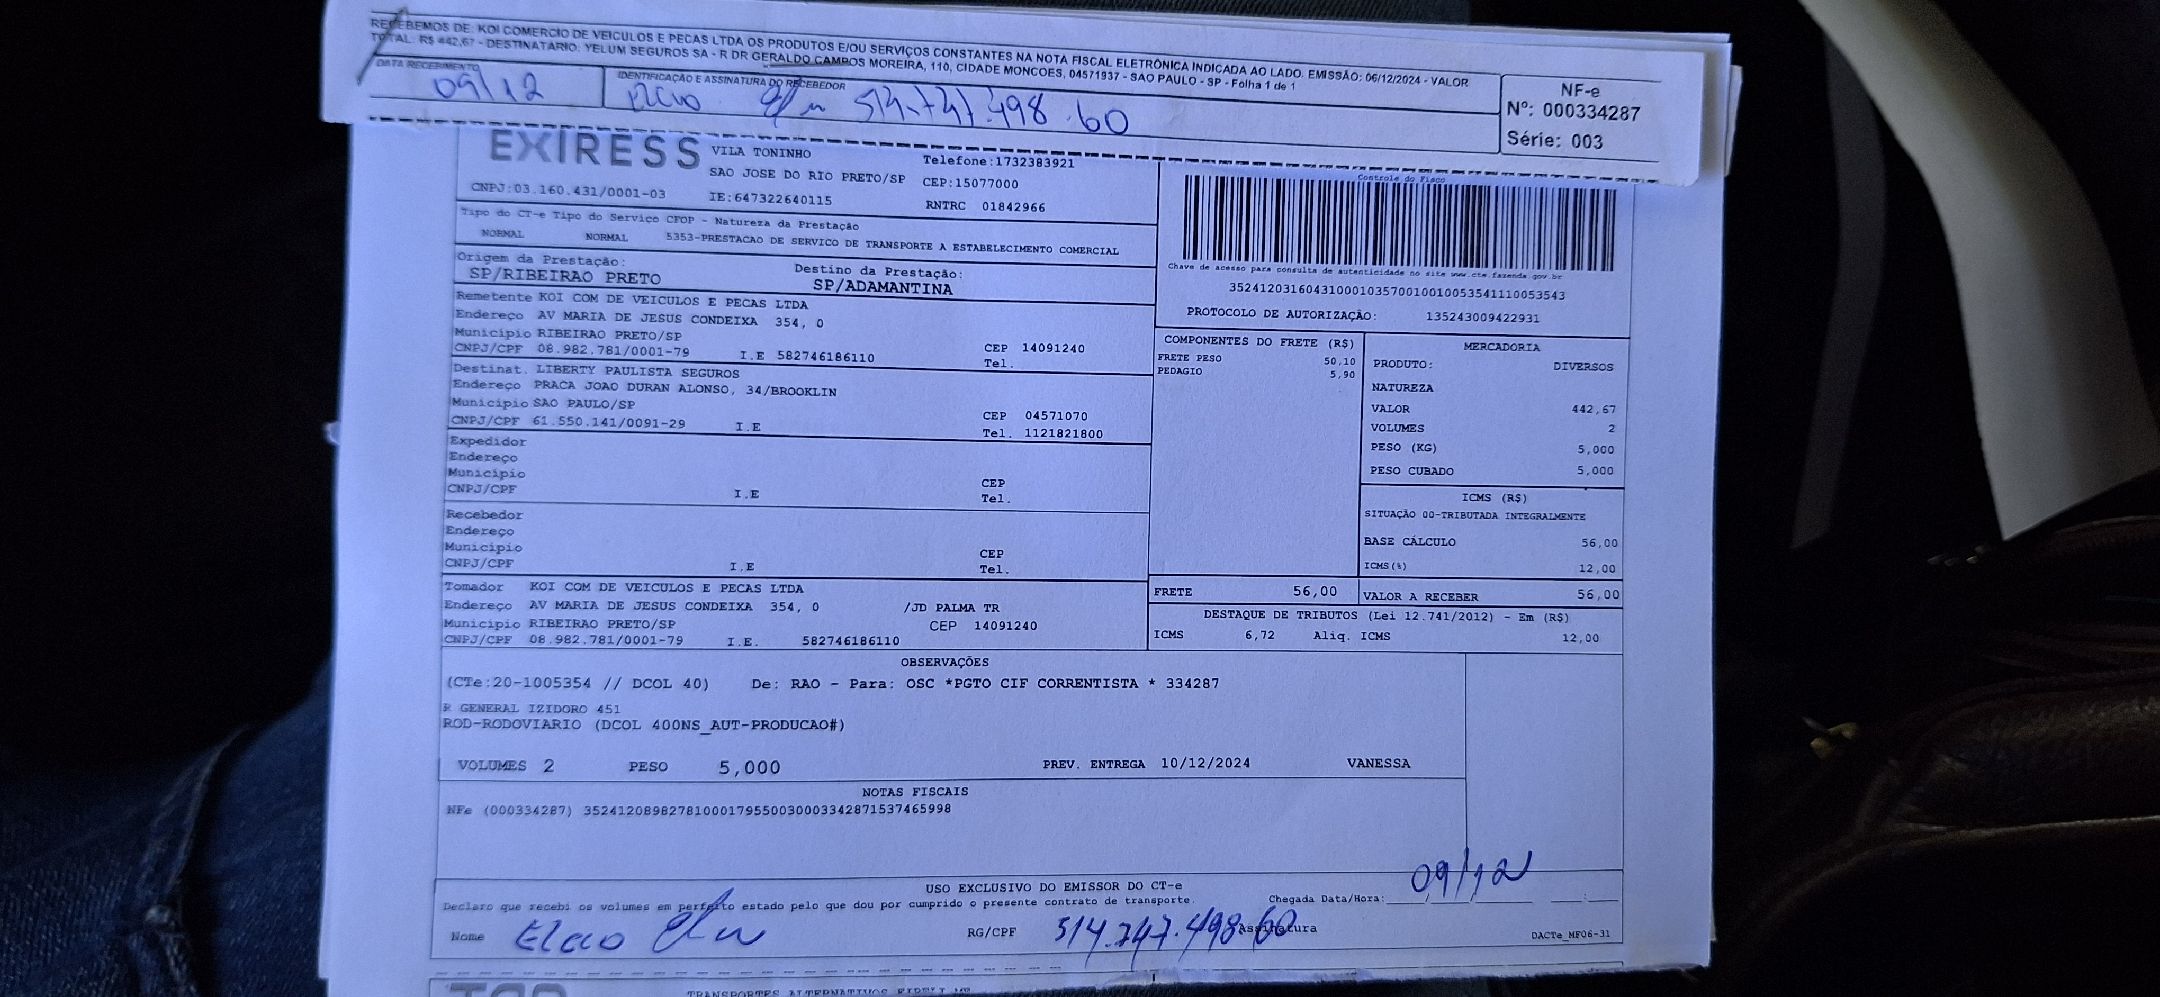 RECEBEMOS DE: KOI COMERCIO DE VEICULOS E PECAS LTDA OS PRODUTOS E/OU SERVIÇOS CONSTANTES NA NOTA FISCAL ELETRÔNICA INDICADA AO LADO. EMISSÃO: 06/12/2024 - VALOR
TOTAL: R$ 442,67 - DESTINATÁRIO: YELUM SEGUROS SA - R DR GERALDO CAMPOS MOREIRA, 110, CIDADE MONCOES, 04571937 - SAO PAULO - SP - Folha 1 de 1
DATA RECEBIMENTO
IDENTIFICAÇÃO E ASSINATURA DO RECEBEDOR
NF-e
09/12
Elcio 514.747.498.60
Nº: 000334287
Série: 003
EXIRESS
VILA TONINHO
Telefone:1732383921
SAO JOSE DO RIO PRETO/SP
CEP:15077000
CNPJ:03.160.431/0001-03
IE:647322640115
RNTRC 01842966
Controle do Fisco
Tipo do CT-e Tipo do Servico CFOP - Natureza da Prestação
NORMAL NORMAL 5353-PRESTACAO DE SERVICO DE TRANSPORTE A ESTABELECIMENTO COMERCIAL
Chave de acesso para consulta de autenticidade no site www.cte.fazenda.gov.br
35241203160431000103570010010053541110053543
PROTOCOLO DE AUTORIZAÇÃO: 135243009422931
Origem da Prestação:
SP/RIBEIRAO PRETO
Destino da Prestação:
SP/ADAMANTINA
Remetente KOI COM DE VEICULOS E PECAS LTDA
Endereço AV MARIA DE JESUS CONDEIXA 354, 0
Municipio RIBEIRAO PRETO/SP
CEP 14091240
CNPJ/CPF 08.982.781/0001-79 I.E 582746186110
Tel.
Destinat. LIBERTY PAULISTA SEGUROS
Endereço PRACA JOAO DURAN ALONSO, 34/BROOKLIN
Municipio SAO PAULO/SP
CEP 04571070
CNPJ/CPF 61.550.141/0091-29 I.E
Tel. 1121821800
Expedidor
Endereço
Municipio
CEP
CNPJ/CPF I.E
Tel.
Recebedor
Endereço
Municipio
CEP
CNPJ/CPF I.E
Tel.
Tomador KOI COM DE VEICULOS E PECAS LTDA
Endereço AV MARIA DE JESUS CONDEIXA 354, 0 /JD PALMA TR
Municipio RIBEIRAO PRETO/SP CEP 14091240
CNPJ/CPF 08.982.781/0001-79 I.E. 582746186110
COMPONENTES DO FRETE (R$)
FRETE PESO 50,10
PEDAGIO 5,90
MERCADORIA
PRODUTO: DIVERSOS
NATUREZA
VALOR 442,67
VOLUMES 2
PESO (KG) 5,000
PESO CUBADO 5,000
ICMS (R$)
SITUAÇÃO 00-TRIBUTADA INTEGRALMENTE
BASE CÁLCULO 56,00
ICMS(%) 12,00
FRETE 56,00
VALOR A RECEBER 56,00
DESTAQUE DE TRIBUTOS (Lei 12.741/2012) - Em (R$)
ICMS 6,72 Aliq. ICMS 12,00
OBSERVAÇÕES
(CTe:20-1005354 // DCOL 40) De: RAO - Para: OSC *PGTO CIF CORRENTISTA * 334287
R GENERAL IZIDORO 451
ROD-RODOVIARIO (DCOL 400NS_AUT-PRODUCAO#)
VOLUMES 2 PESO 5,000 PREV. ENTREGA 10/12/2024 VANESSA
NOTAS FISCAIS
NFe (000334287) 35241208982781000179550030003342871537465998
USO EXCLUSIVO DO EMISSOR DO CT-e
Declaro que recebi os volumes em perfeito estado pelo que dou por cumprido o presente contrato de transporte.
Chegada Data/Hora: 09/12
Nome Elcio
RG/CPF 514.747.498.60
Assinatura
DACTe_MF06-31